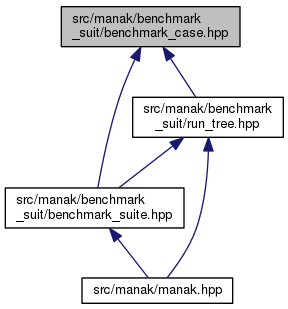 src/manak/benchmark
_suit/benchmark_case.hpp
src/manak/benchmark
_suit/run_tree.hpp
src/manak/benchmark
_suit/benchmark_suite.hpp
src/manak/manak.hpp